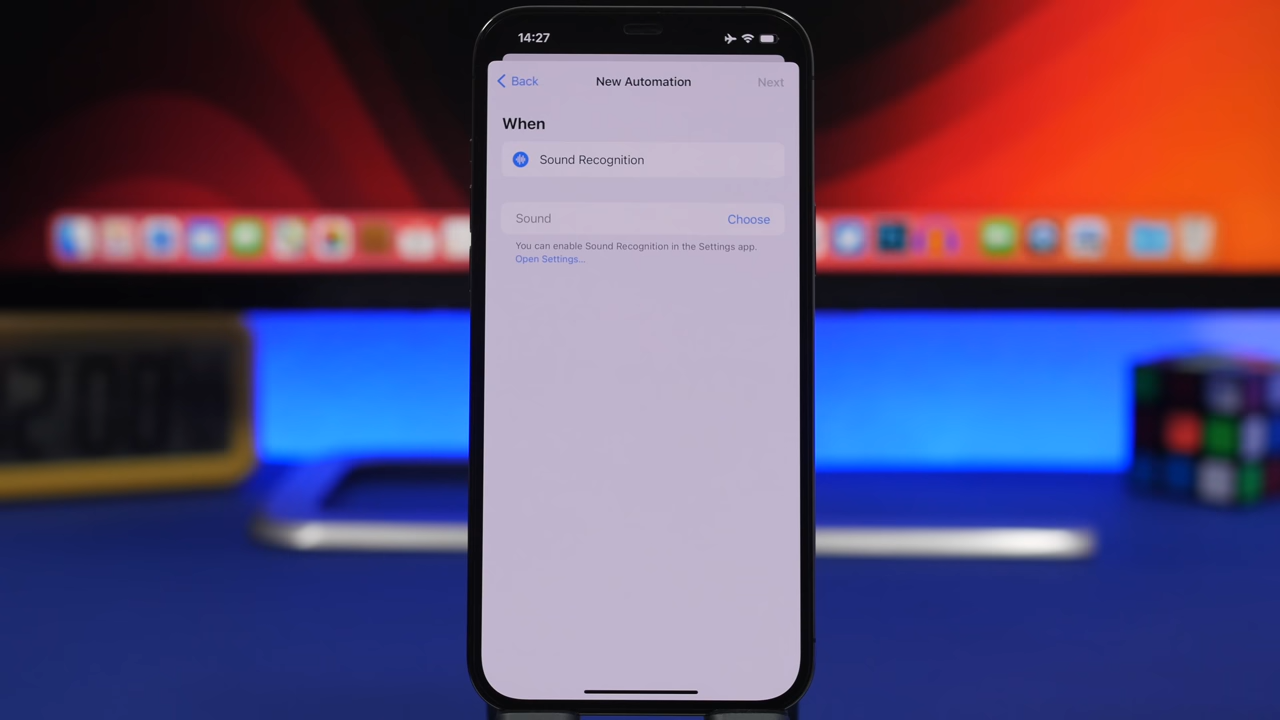 14:27
Back New Automation Next
When
Sound Recognition
Sound Choose
You can enable Sound Recognition in the Settings app.
Open Settings...